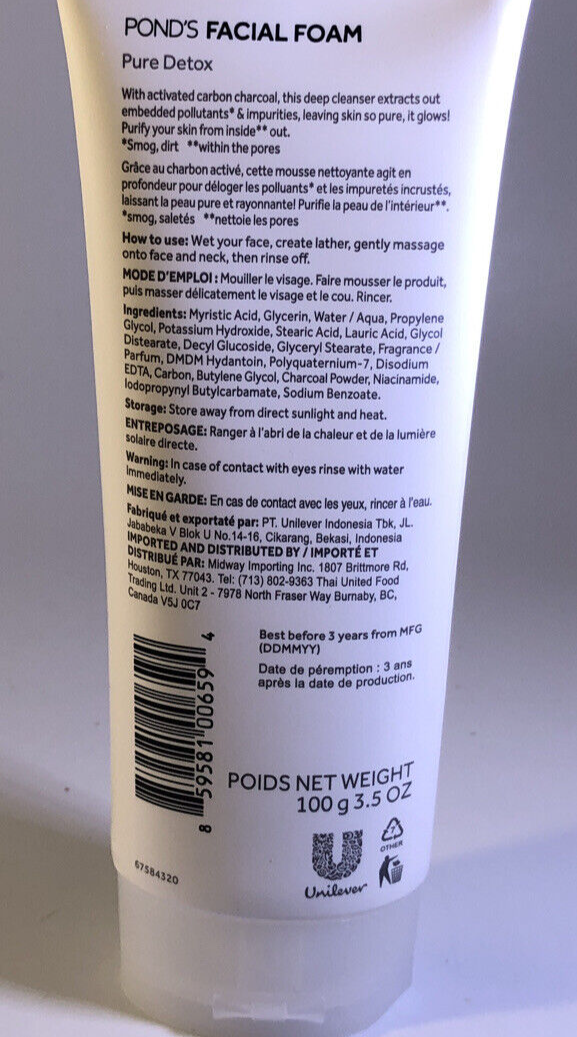 POND'S FACIAL FOAM
Pure Detox
With activated carbon charcoal, this deep cleanser extracts out
embedded pollutants* & impurities, leaving skin so pure, it glows!
Purify your skin from inside** out.
*Smog, dirt **within the pores
Grâce au charbon activé, cette mousse nettoyante agit en
profondeur pour déloger les polluants* et les impuretés incrustés,
laissant la peau pure et rayonnante! Purifie la peau de l'intérieur**.
*smog, saletés **nettoie les pores
How to use: Wet your face, create lather, gently massage
onto face and neck, then rinse off.
MODE D'EMPLOI : Mouiller le visage. Faire mousser le produit,
puis masser délicatement le visage et le cou. Rincer.
Ingredients: Myristic Acid, Glycerin, Water / Aqua, Propylene
Glycol, Potassium Hydroxide, Stearic Acid, Lauric Acid, Glycol
Distearate, Decyl Glucoside, Glyceryl Stearate, Fragrance /
Parfum, DMDM Hydantoin, Polyquaternium-7, Disodium
EDTA, Carbon, Butylene Glycol, Charcoal Powder, Niacinamide,
Iodopropynyl Butylcarbamate, Sodium Benzoate.
Storage: Store away from direct sunlight and heat.
ENTREPOSAGE: Ranger à l'abri de la chaleur et de la lumière
solaire directe.
Warning: In case of contact with eyes rinse with water
immediately.
MISE EN GARDE: En cas de contact avec les yeux, rincer à l'eau.
Fabriqué et exportaté par: PT. Unilever Indonesia Tbk, JL.
Jababeka V Blok U No.14-16, Cikarang, Bekasi, Indonesia
IMPORTED AND DISTRIBUTED BY / IMPORTÉ ET
DISTRIBUÉ PAR: Midway Importing Inc. 1807 Brittmore Rd,
Houston, TX 77043. Tel: (713) 802-9363 Thai United Food
Trading Ltd. Unit 2 - 7978 North Fraser Way Burnaby, BC,
Canada V5J 0C7
Best before 3 years from MFG
(DDMMYY)
Date de péremption : 3 ans
après la date de production.
8 59581 00659 4
POIDS NET WEIGHT
100 g 3.5 OZ
7
OTHER
Unilever
67584320